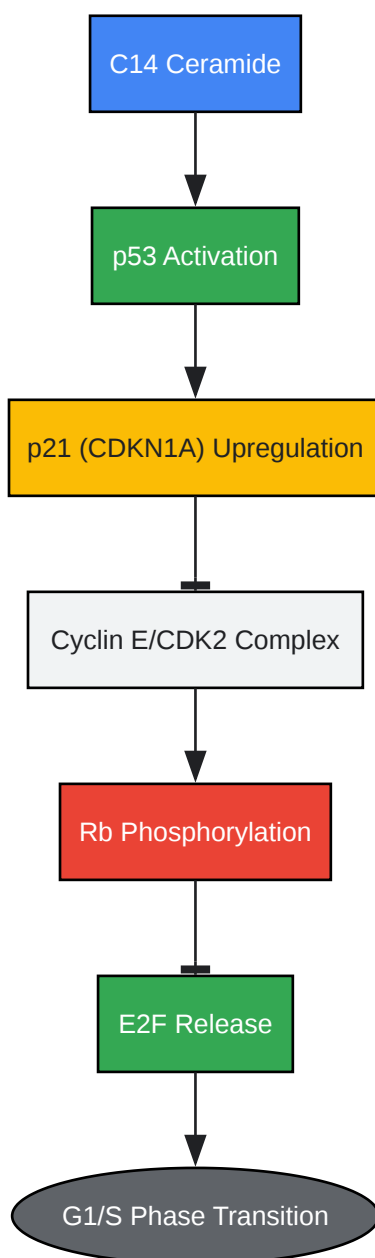 C14 Ceramide
p53 Activation
p21 (CDKN1A) Upregulation
Cyclin E/CDK2 Complex
Rb Phosphorylation
E2F Release
G1/S Phase Transition